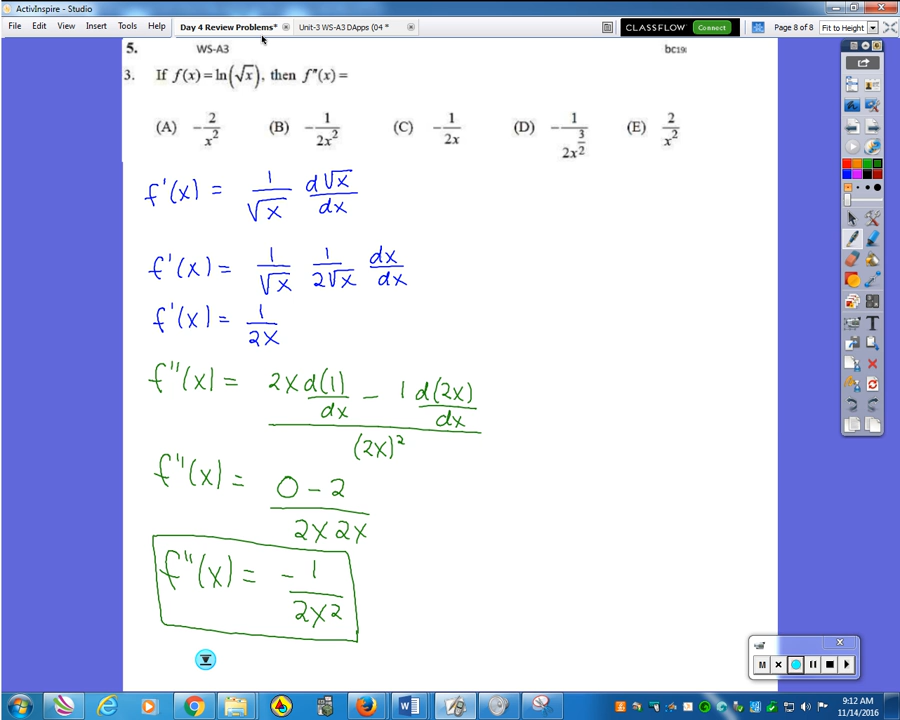 ActivInspire - Studio
File Edit View Insert Tools Help
Day 4 Review Problems* Unit-3 WS-A3 DApps (04 *
CLASSFLOW Connect
Page 8 of 8 Fit to Height
5. WS-A3
3. If f(x) = ln(√x), then f''(x) =
(A) -2/x² (B) -1/2x² (C) -1/2x (D) -1/2x^(3/2) (E) 2/x²
f'(x) = 1/√x d√x/dx
f'(x) = 1/√x 1/2√x dx/dx
f'(x) = 1/2x
f''(x) = (2x d(1)/dx - 1 d(2x)/dx)/(2x)²
f''(x) = (0 - 2)/(2x 2x)
f''(x) = -1/2x²
9:12 AM
11/14/2016